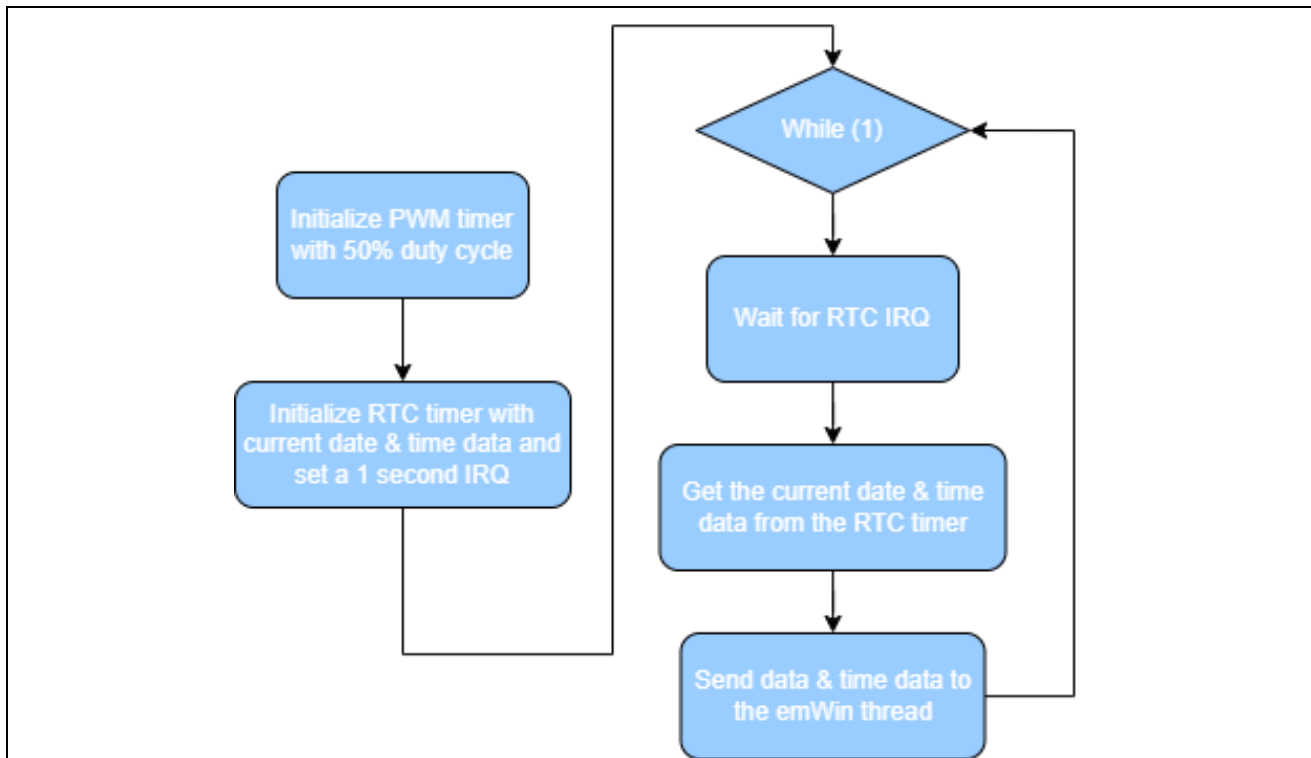 Initialize PWM timer
with 50% duty cycle
Initialize RTC timer with
current date & time data and
set a 1 second IRQ
While (1)
Wait for RTC IRQ
Get the current date & time
data from the RTC timer
Send data & time data to
the emWin thread